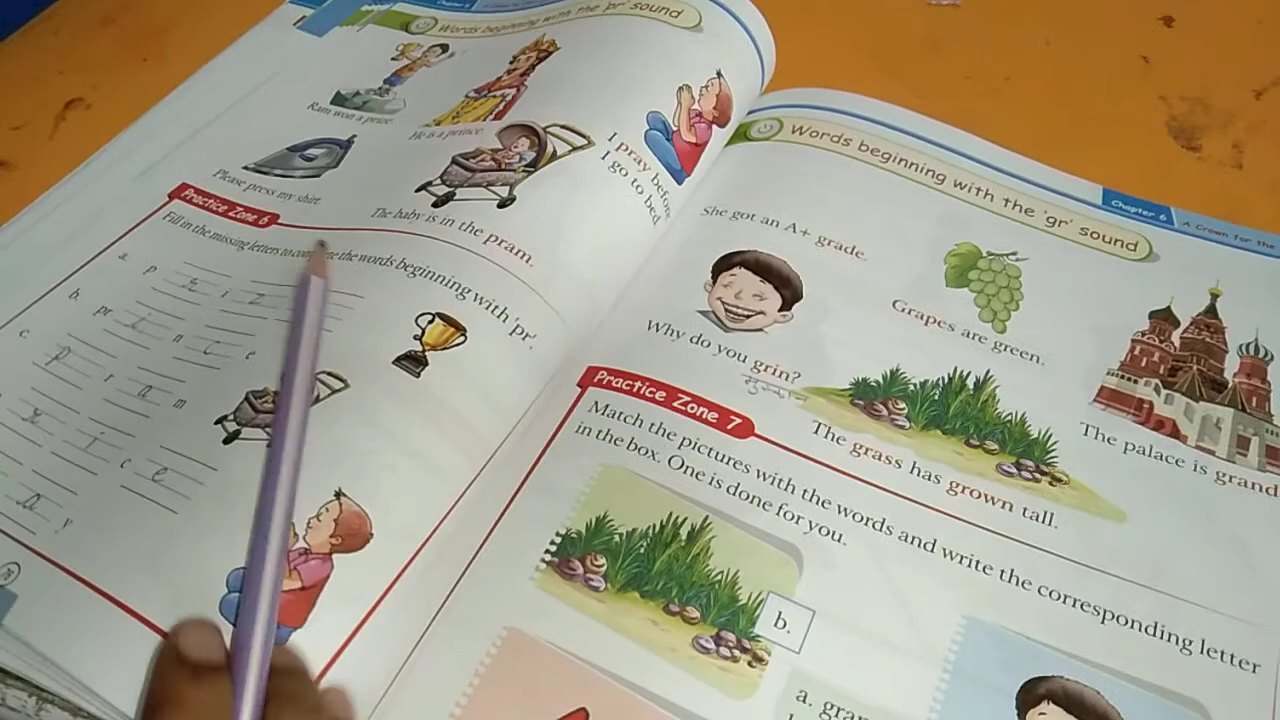 Words beginning with the 'pr' sound
Ram won a prize.
He is a prince.
Please press my shirt.
The baby is in the pram.
I pray before
I go to bed
Practice Zone 6
Fill in the missing letters to complete the words beginning with 'pr'.
a. p r i z
b. pr i n c e
c. p r a m
r i c e
a y
Chapter 6 A Crown for the
Words beginning with the 'gr' sound
She got an A+ grade.
Grapes are green.
Why do you grin?
मुस्कान
The grass has grown tall.
The palace is grand
Practice Zone 7
Match the pictures with the words and write the corresponding letter
in the box. One is done for you.
b.